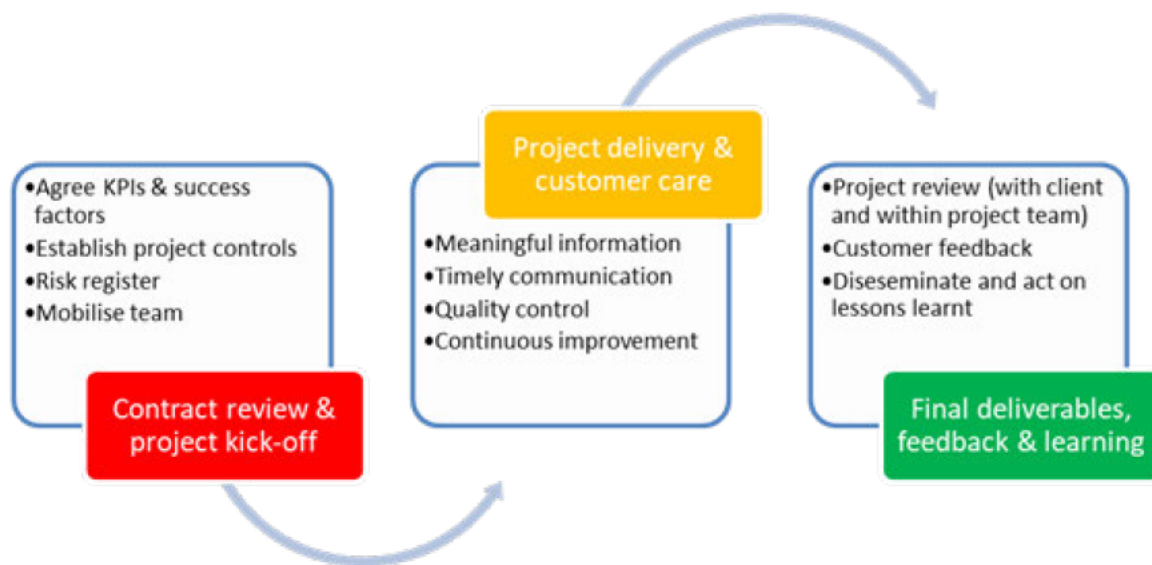 •Agree KPIs & success
factors
•Establish project controls
•Risk register
•Mobilise team
Contract review &
project kick-off
Project delivery &
customer care
•Meaningful information
•Timely communication
•Quality control
•Continuous improvement
•Project review (with client
and within project team)
•Customer feedback
•Diseseminate and act on
lessons learnt
Final deliverables,
feedback & learning